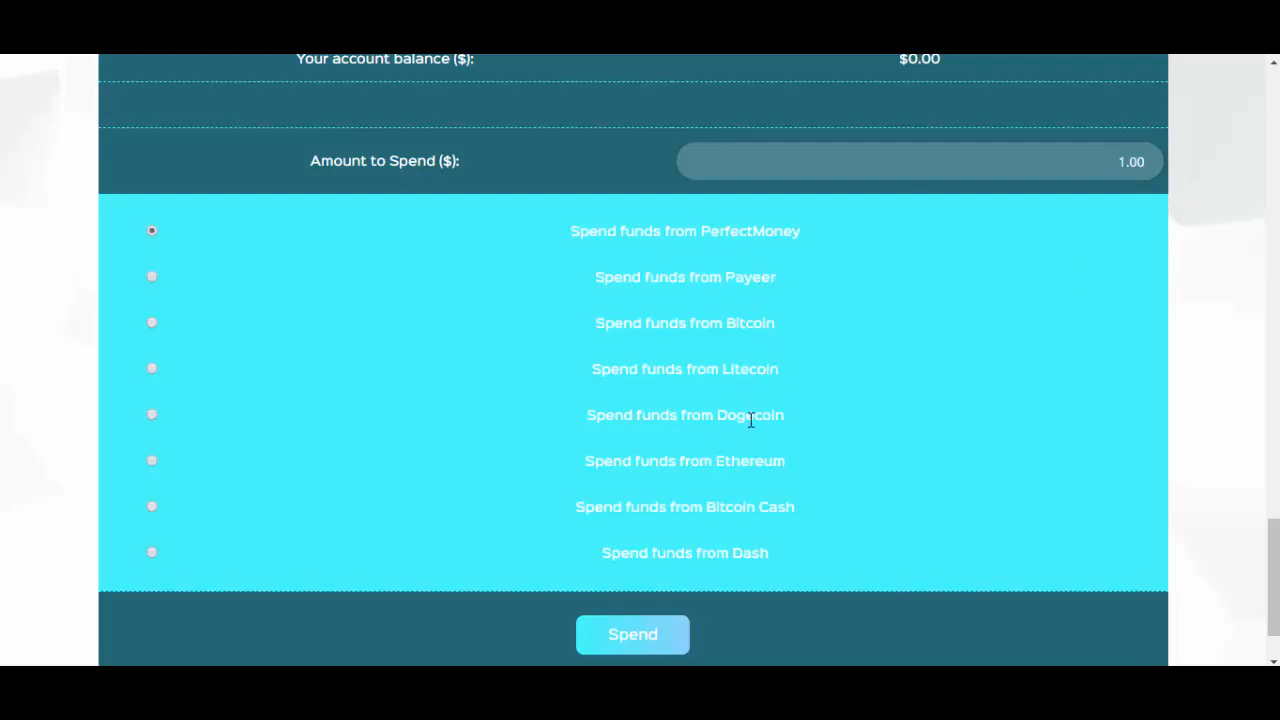 Your account balance ($): $0.00
Amount to Spend ($): 1.00
Spend funds from PerfectMoney
Spend funds from Payeer
Spend funds from Bitcoin
Spend funds from Litecoin
Spend funds from Dogecoin
Spend funds from Ethereum
Spend funds from Bitcoin Cash
Spend funds from Dash
Spend